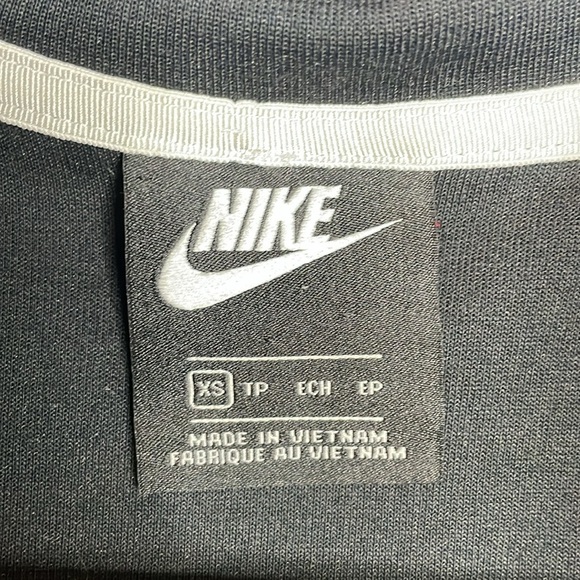 NIKE
XS TP ECH EP
MADE IN VIETNAM
FABRIQUE AU VIETNAM